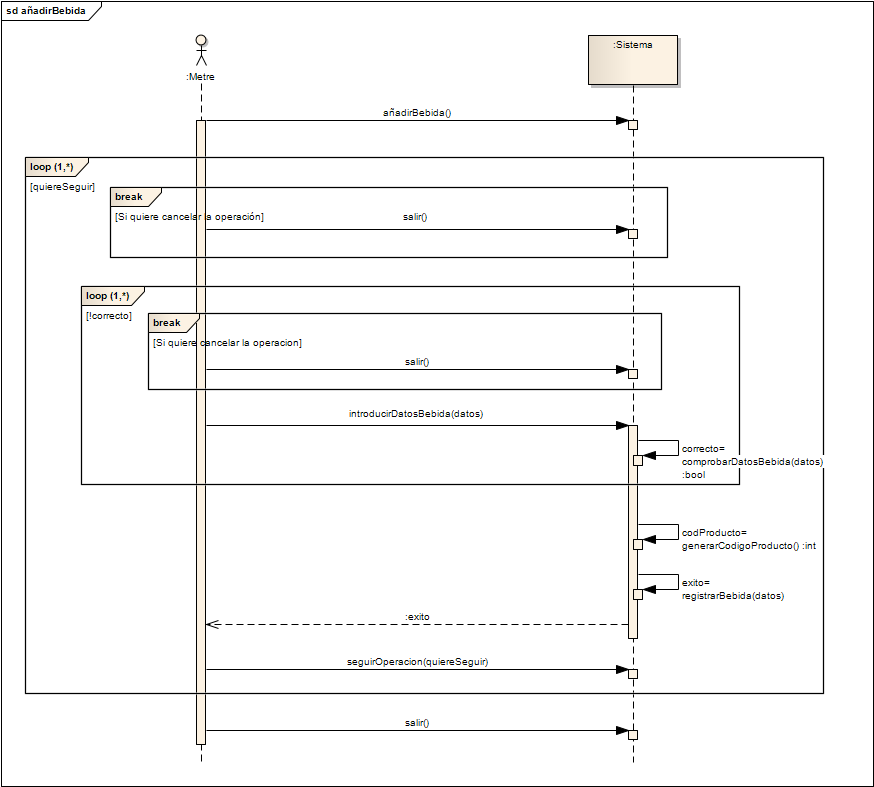 sd añadirBebida
:Metre
:Sistema
añadirBebida()
loop (1,*)
[quiereSeguir]
break
[Si quiere cancelar la operación]
salir()
loop (1,*)
[!correcto]
break
[Si quiere cancelar la operacion]
salir()
introducirDatosBebida(datos)
correcto=
comprobarDatosBebida(datos)
:bool
codProducto=
generarCodigoProducto() :int
exito=
registrarBebida(datos)
:exito
seguirOperacion(quiereSeguir)
salir()